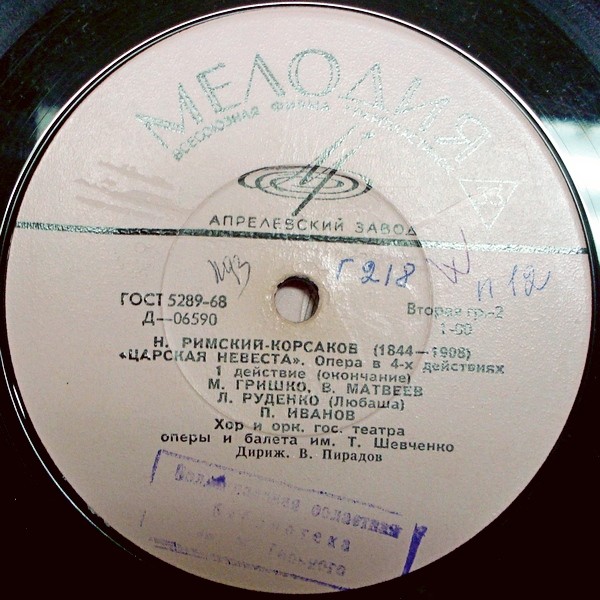 МЕЛОДИЯ
ВСЕСОЮЗНАЯ ФИРМА
АПРЕЛЕВСКИЙ ЗАВОД
Г 218
ГОСТ 5289-68
Д—06590
Вторая гр.-2
1-00
Н. РИМСКИЙ-КОРСАКОВ (1844—1908)
«ЦАРСКАЯ НЕВЕСТА». Опера в 4-х действиях
1 действие (окончание)
М. ГРИШКО, В. МАТВЕЕВ
Л. РУДЕНКО (Любаша)
П. ИВАНОВ
Хор и орк. гос. театра
оперы и балета им. Т. Шевченко
Дириж. В. Пирадов
областная